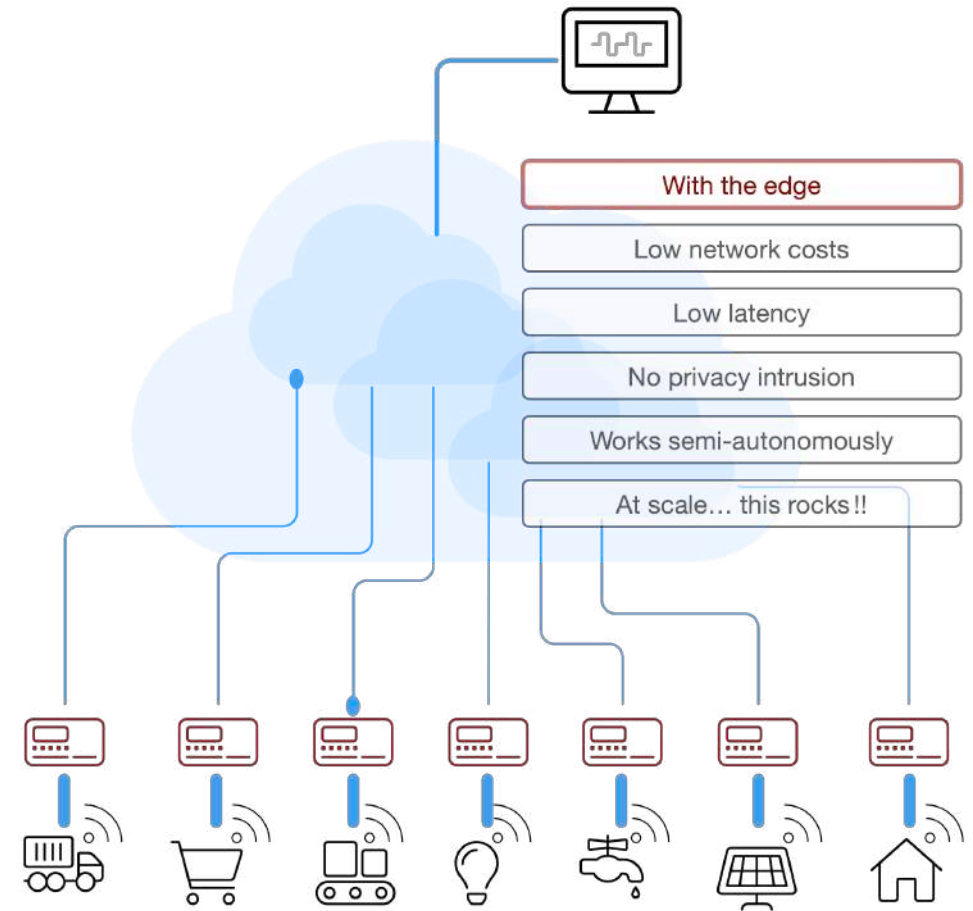 With the edge
Low network costs
Low latency
No privacy intrusion
Works semi-autonomously
At scale... this rocks!!